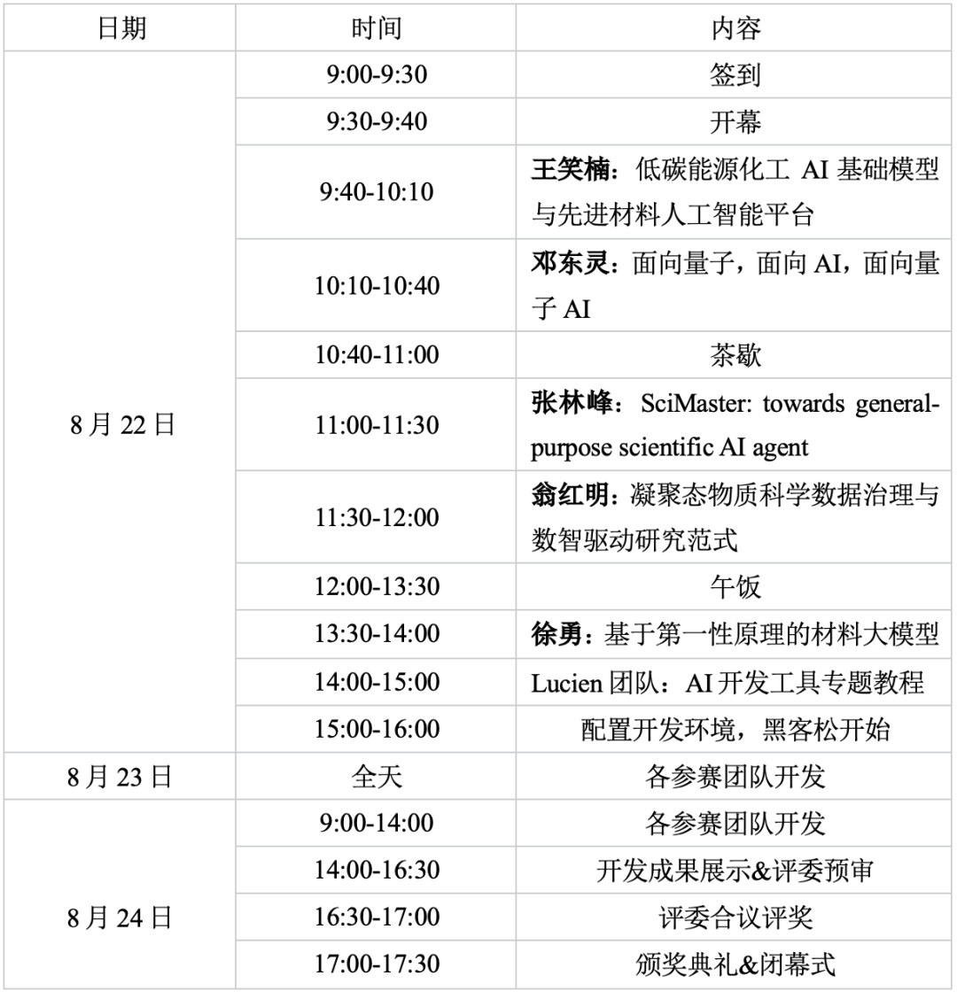 日期 时间 内容
9:00-9:30 签到
9:30-9:40 开幕
9:40-10:10 王笑楠：低碳能源化工 AI 基础模型
与先进材料人工智能平台
10:10-10:40 邓东灵：面向量子，面向 AI，面向量
子 AI
10:40-11:00 茶歇
8 月 22 日 11:00-11:30 张林峰：SciMaster: towards general-
purpose scientific AI agent
11:30-12:00 翁红明：凝聚态物质科学数据治理与
数智驱动研究范式
12:00-13:30 午饭
13:30-14:00 徐勇：基于第一性原理的材料大模型
14:00-15:00 Lucien 团队：AI 开发工具专题教程
15:00-16:00 配置开发环境，黑客松开始
8 月 23 日 全天 各参赛团队开发
9:00-14:00 各参赛团队开发
14:00-16:30 开发成果展示&评委预审
8 月 24 日 16:30-17:00 评委合议评奖
17:00-17:30 颁奖典礼&闭幕式